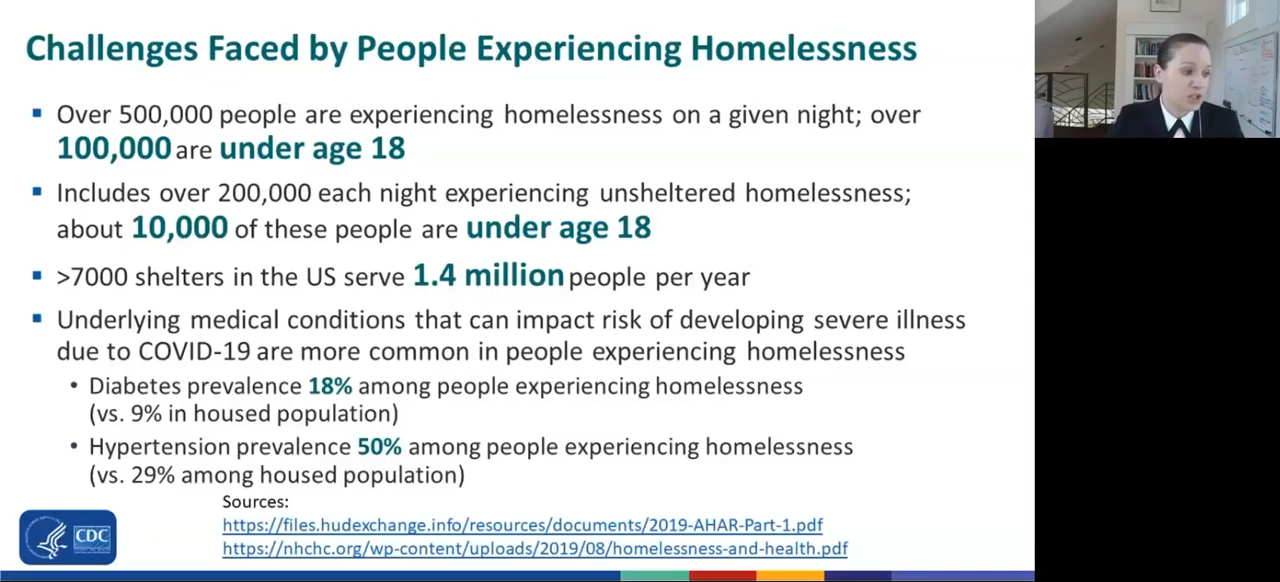 Challenges Faced by People Experiencing Homelessness
Over 500,000 people are experiencing homelessness on a given night; over
100,000 are under age 18
Includes over 200,000 each night experiencing unsheltered homelessness;
about 10,000 of these people are under age 18
>7000 shelters in the US serve 1.4 million people per year
Underlying medical conditions that can impact risk of developing severe illness
due to COVID-19 are more common in people experiencing homelessness
• Diabetes prevalence 18% among people experiencing homelessness
(vs. 9% in housed population)
• Hypertension prevalence 50% among people experiencing homelessness
(vs. 29% among housed population)
Sources:
https://files.hudexchange.info/resources/documents/2019-AHAR-Part-1.pdf
https://nhchc.org/wp-content/uploads/2019/08/homelessness-and-health.pdf
CDC